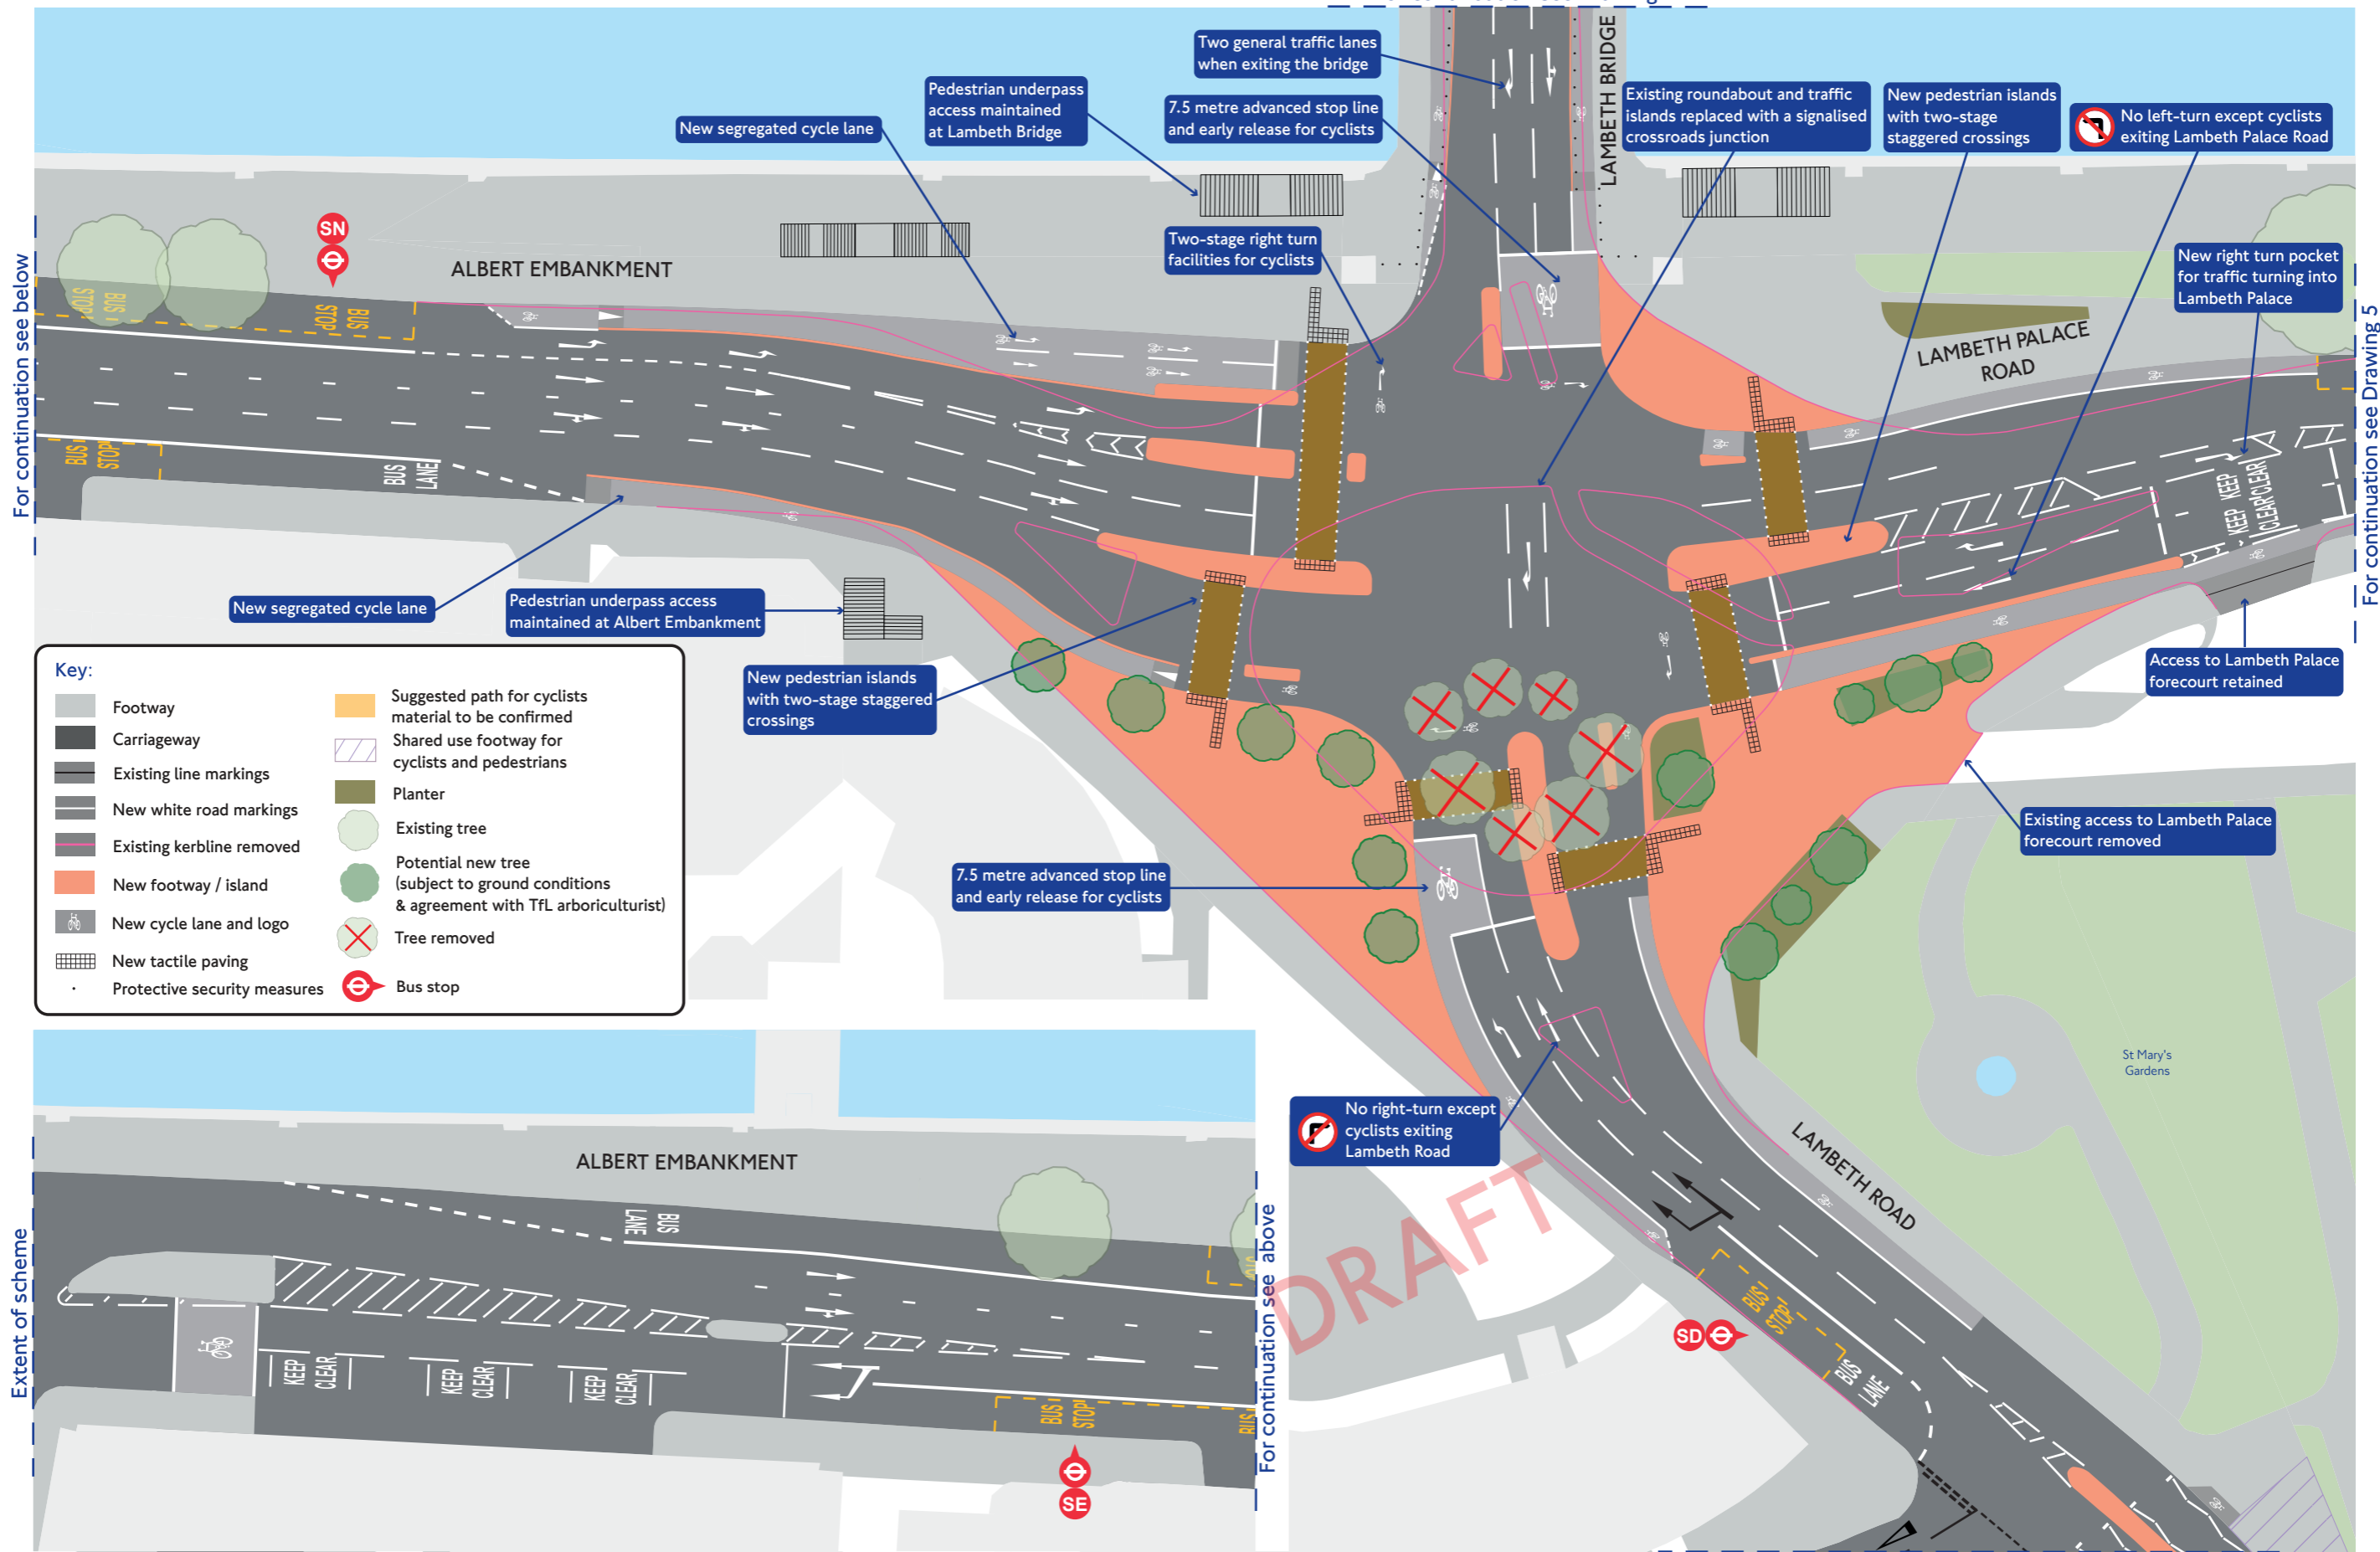 Two general traffic lanes
when exiting the bridge
LAMBETH BRIDGE
Pedestrian underpass
access maintained
at Lambeth Bridge
7.5 metre advanced stop line
and early release for cyclists
Existing roundabout and traffic
islands replaced with a signalised
crossroads junction
New pedestrian islands
with two-stage
staggered crossings
No left-turn except cyclists
exiting Lambeth Palace Road
New segregated cycle lane
SN
ALBERT EMBANKMENT
Two-stage right turn
facilities for cyclists
New right turn pocket
for traffic turning into
Lambeth Palace
LAMBETH PALACE
ROAD
For continuation see below
For continuation see Drawing 5
BUS
STOP
BUS
STOP
BUS
STOP
BUS
LANE
KEEP
CLEAR
KEEP
CLEAR
New segregated cycle lane
Pedestrian underpass access
maintained at Albert Embankment
New pedestrian islands
with two-stage staggered
crossings
Access to Lambeth Palace
forecourt retained
Existing access to Lambeth Palace
forecourt removed
7.5 metre advanced stop line
and early release for cyclists
Key:
Footway
Carriageway
Existing line markings
New white road markings
Existing kerbline removed
New footway / island
New cycle lane and logo
New tactile paving
Protective security measures
Suggested path for cyclists
material to be confirmed
Shared use footway for
cyclists and pedestrians
Planter
Existing tree
Potential new tree
(subject to ground conditions
& agreement with TfL arboriculturist)
Tree removed
Bus stop
St Mary's
Gardens
No right-turn except
cyclists exiting
Lambeth Road
LAMBETH ROAD
DRAFT
SD
BUS
STOP
BUS
LANE
ALBERT EMBANKMENT
Extent of scheme
For continuation see above
BUS
LANE
KEEP
CLEAR
KEEP
CLEAR
KEEP
CLEAR
BUS
STOP
BUS
SE